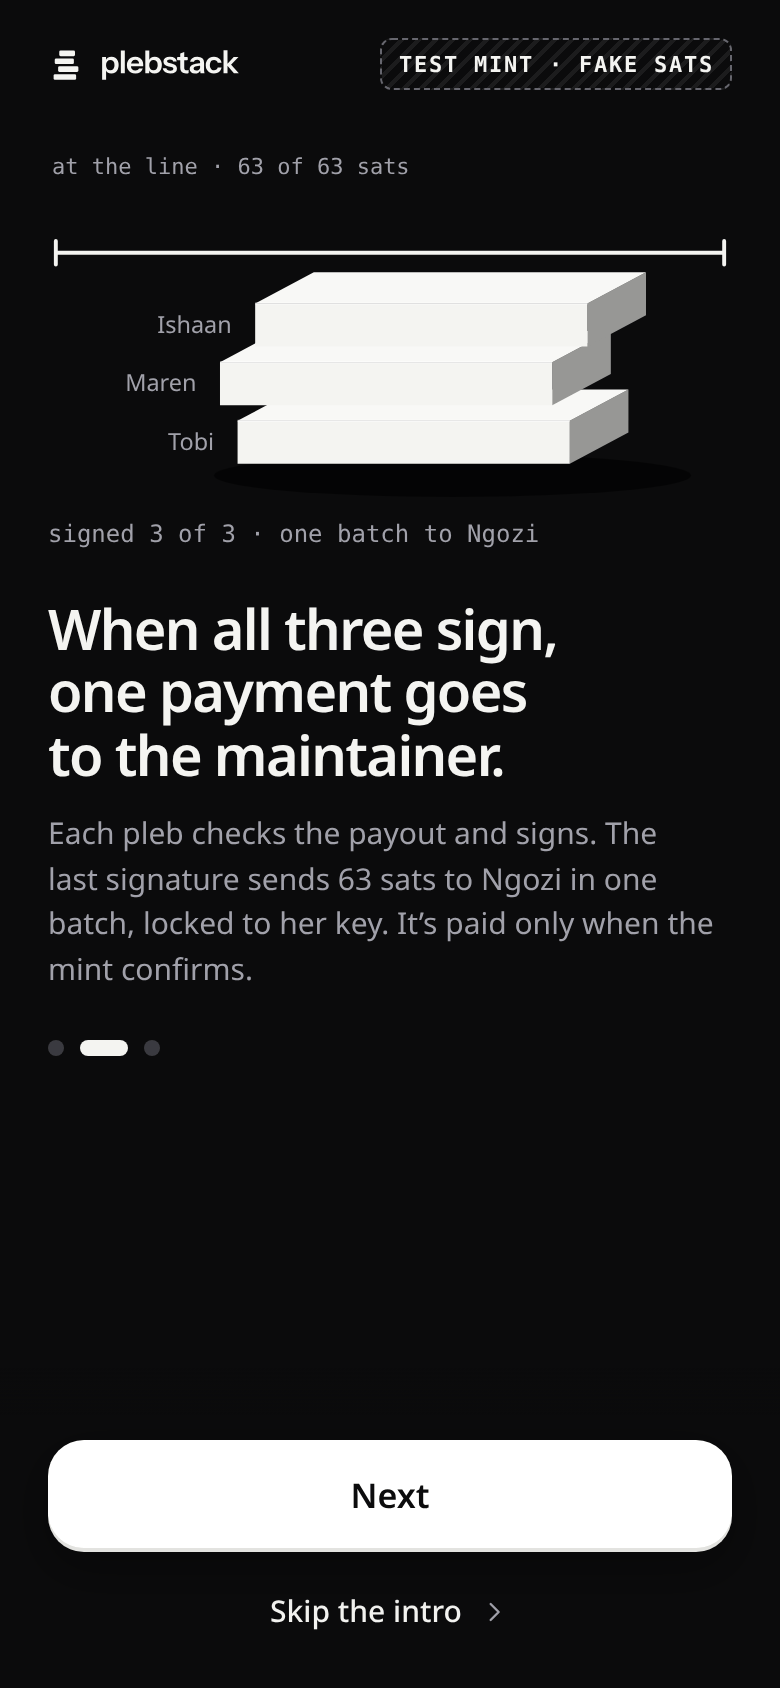 plebstack
TEST MINT · FAKE SATS
at the line · 63 of 63 sats
Ishaan
Maren
Tobi
signed 3 of 3 · one batch to Ngozi
When all three sign,
one payment goes
to the maintainer.
Each pleb checks the payout and signs. The
last signature sends 63 sats to Ngozi in one
batch, locked to her key. It’s paid only when the
mint confirms.
Next
Skip the intro